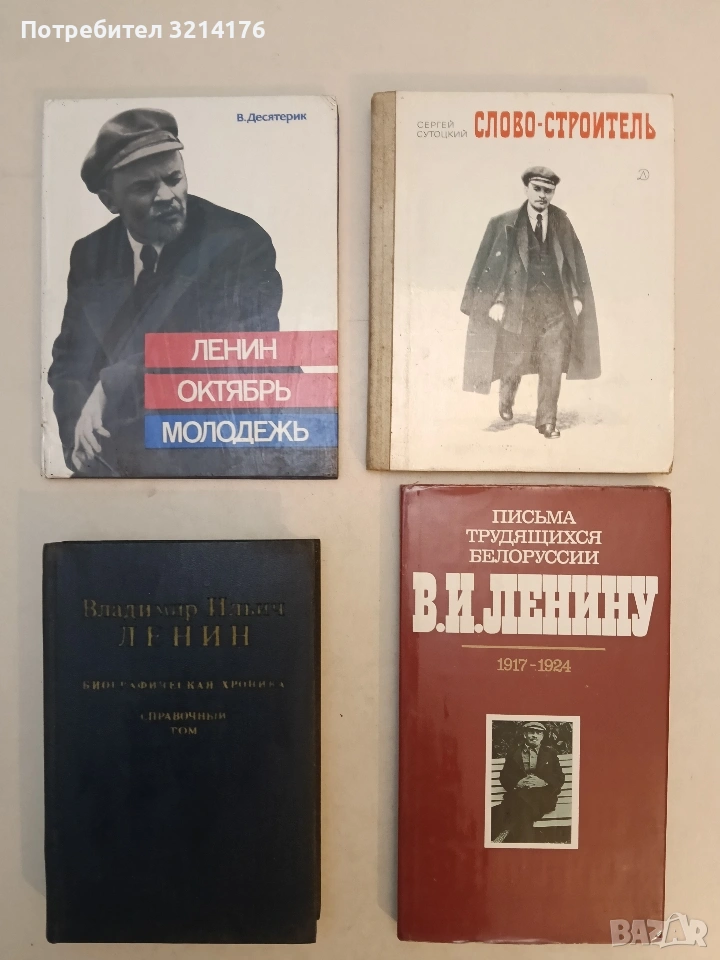 Потребител 3214176
В. Десятерик
ЛЕНИН
ОКТЯБРЬ
МОЛОДЕЖЬ
СЕРГЕЙ
СУТОЦКИЙ
СЛОВО-СТРОИТЕЛЬ
Владимир Ильич
ЛЕНИН
БИОГРАФИЧЕСКАЯ ХРОНИКА
СПРАВОЧНЫЙ
ТОМ
ПИСЬМА
ТРУДЯЩИХСЯ
БЕЛОРУССИИ
В.И.ЛЕНИНУ
1917-1924
BAZAR